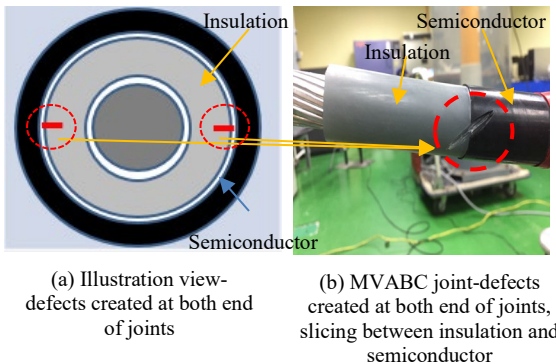 Insulation
Semiconductor
Semiconductor
Insulation
(a) Illustration view-
defects created at both end
of joints
(b) MVABC joint-defects
created at both end of joints,
slicing between insulation and
semiconductor